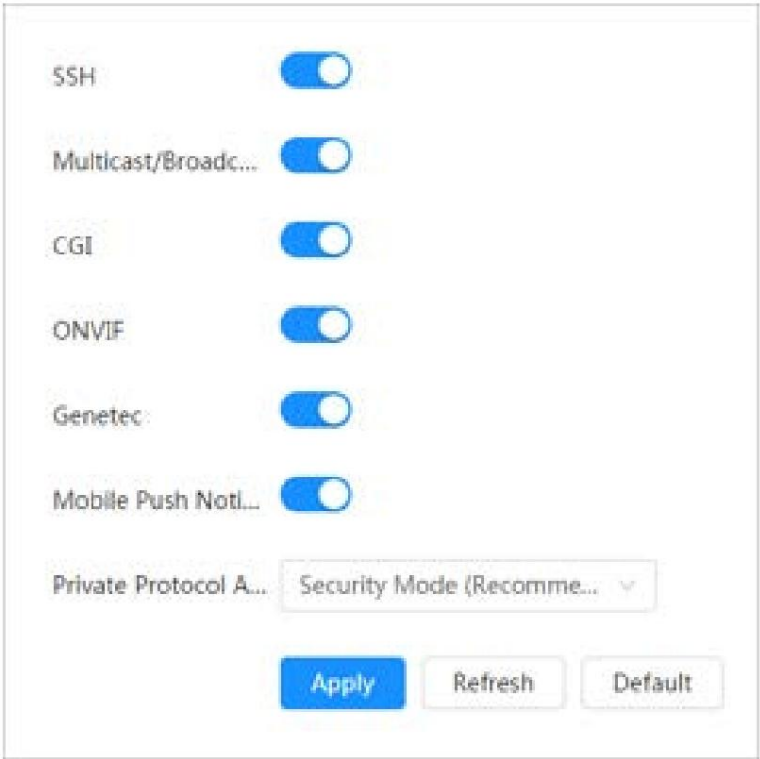 SSH
Multicast/Broadc...
CGI
ONVIF
Genetec
Mobile Push Noti...
Private Protocol A... Security Mode (Recomme...
Apply Refresh Default